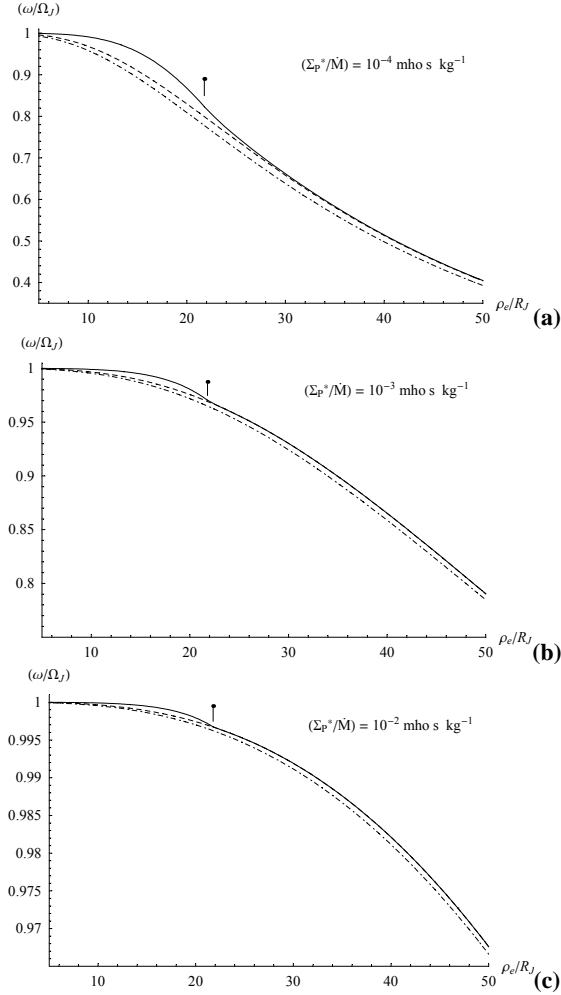 (ω/Ω_J)
1
0.9
0.8
0.7
0.6
0.5
0.4
(Σ_P*/Ṁ) = 10⁻⁴ mho s kg⁻¹
10 20 30 40 50
ρ_e/R_J
(a)
(ω/Ω_J)
1
0.95
0.9
0.85
0.8
(Σ_P*/Ṁ) = 10⁻³ mho s kg⁻¹
10 20 30 40 50
ρ_e/R_J
(b)
(ω/Ω_J)
1
0.995
0.99
0.985
0.98
0.975
0.97
(Σ_P*/Ṁ) = 10⁻² mho s kg⁻¹
10 20 30 40 50
ρ_e/R_J
(c)